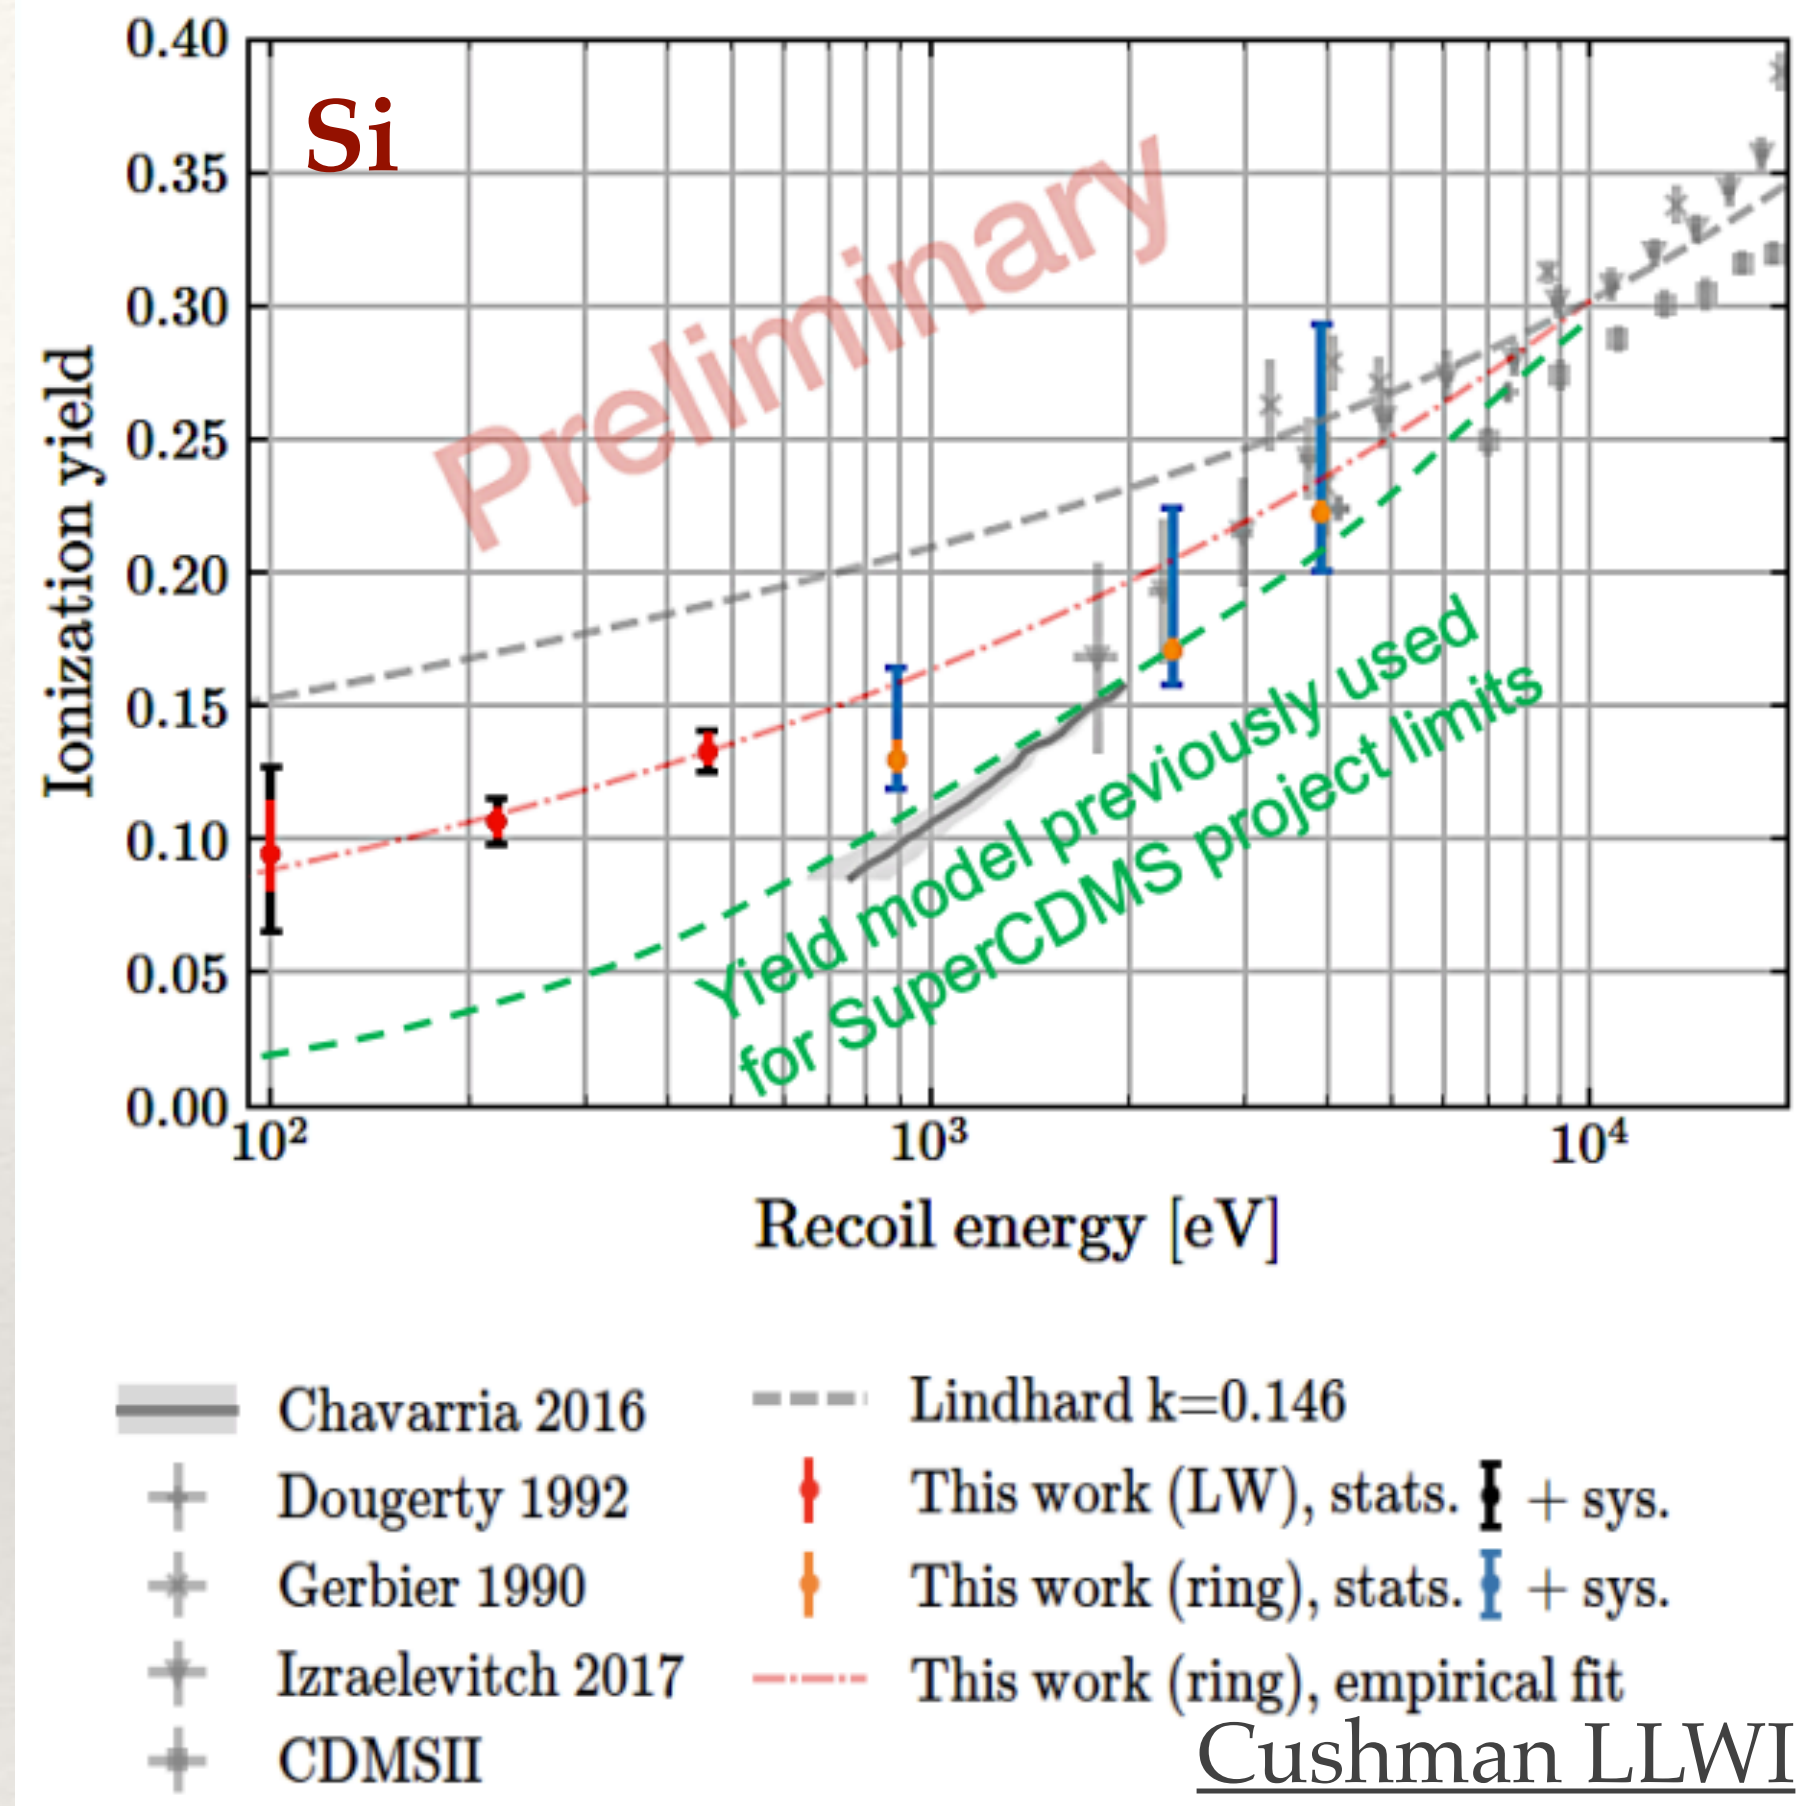 0.40
Si
0.35
Preliminary
0.30
0.25
0.20
0.15
0.10
0.05
0.00
Ionization yield
Yield model previously used
for SuperCDMS project limits
10² 10³ 10⁴
Recoil energy [eV]
Chavarria 2016
Dougerty 1992
Gerbier 1990
Izraelevitch 2017
CDMSII
Lindhard k=0.146
This work (LW), stats. + sys.
This work (ring), stats. + sys.
This work (ring), empirical fit
Cushman LLWI